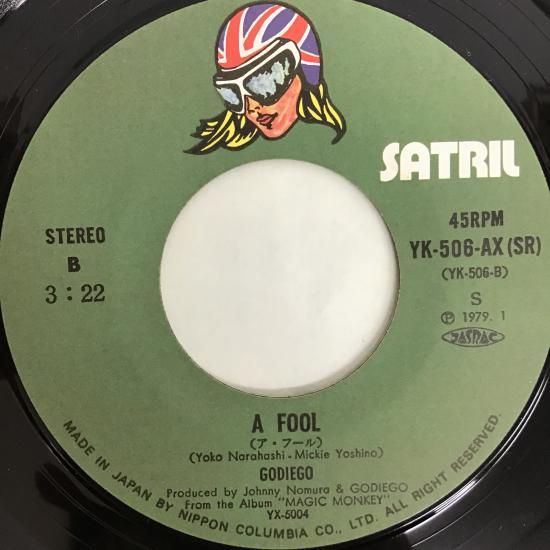 SATRIL
STEREO
B
3:22
45RPM
YK-506-AX(SR)
(YK-506-B)
S
Ⓟ 1979. 1
JASRAC
A FOOL
(ア・フール)
(Yoko Narahashi-Mickie Yoshino)
GODIEGO
Produced by Johnny Nomura & GODIEGO
From the Album "MAGIC MONKEY"
YX-5004
MADE IN JAPAN BY NIPPON COLUMBIA CO., LTD. ALL RIGHT RESERVED.